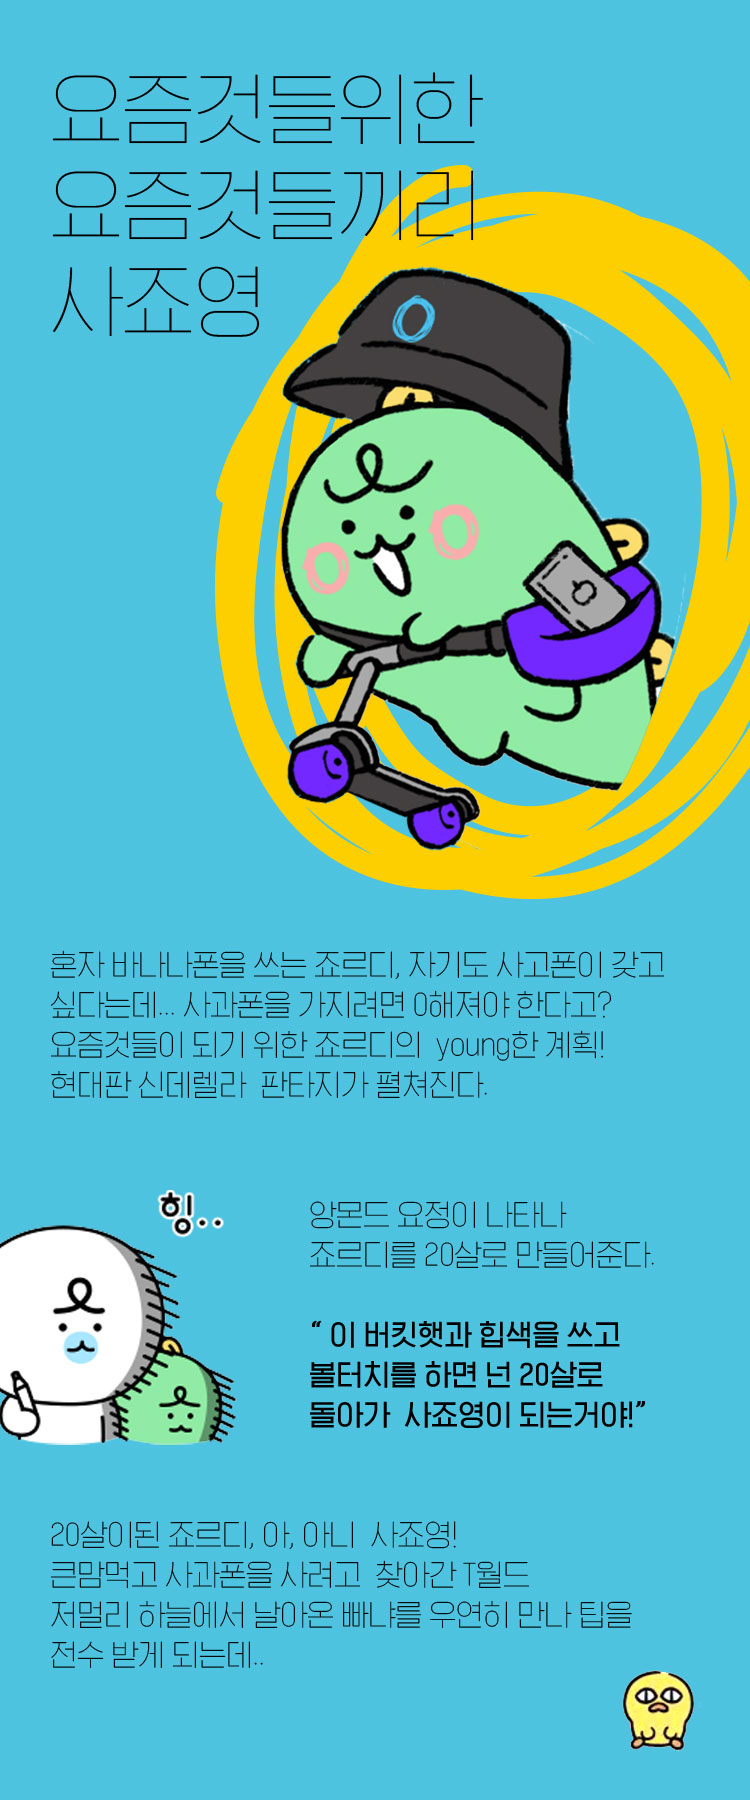 요즘것들위한
요즘것들끼리
사죠영
혼자 바나나폰을 쓰는 죠르디, 자기도 사고폰이 갖고
싶다는데... 사과폰을 가지려면 0해져야 한다고?
요즘것들이 되기 위한 죠르디의 young한 계획!
현대판 신데렐라 판타지가 펼쳐진다.
힝..
앙몬드 요정이 나타나
죠르디를 20살로 만들어준다.
“ 이 버킷햇과 힙색을 쓰고
볼터치를 하면 넌 20살로
돌아가 사죠영이 되는거야!”
20살이된 죠르디, 아, 아니 사죠영!
큰맘먹고 사과폰을 사려고 찾아간 T월드
저멀리 하늘에서 날아온 빠냐를 우연히 만나 팁을
전수 받게 되는데..